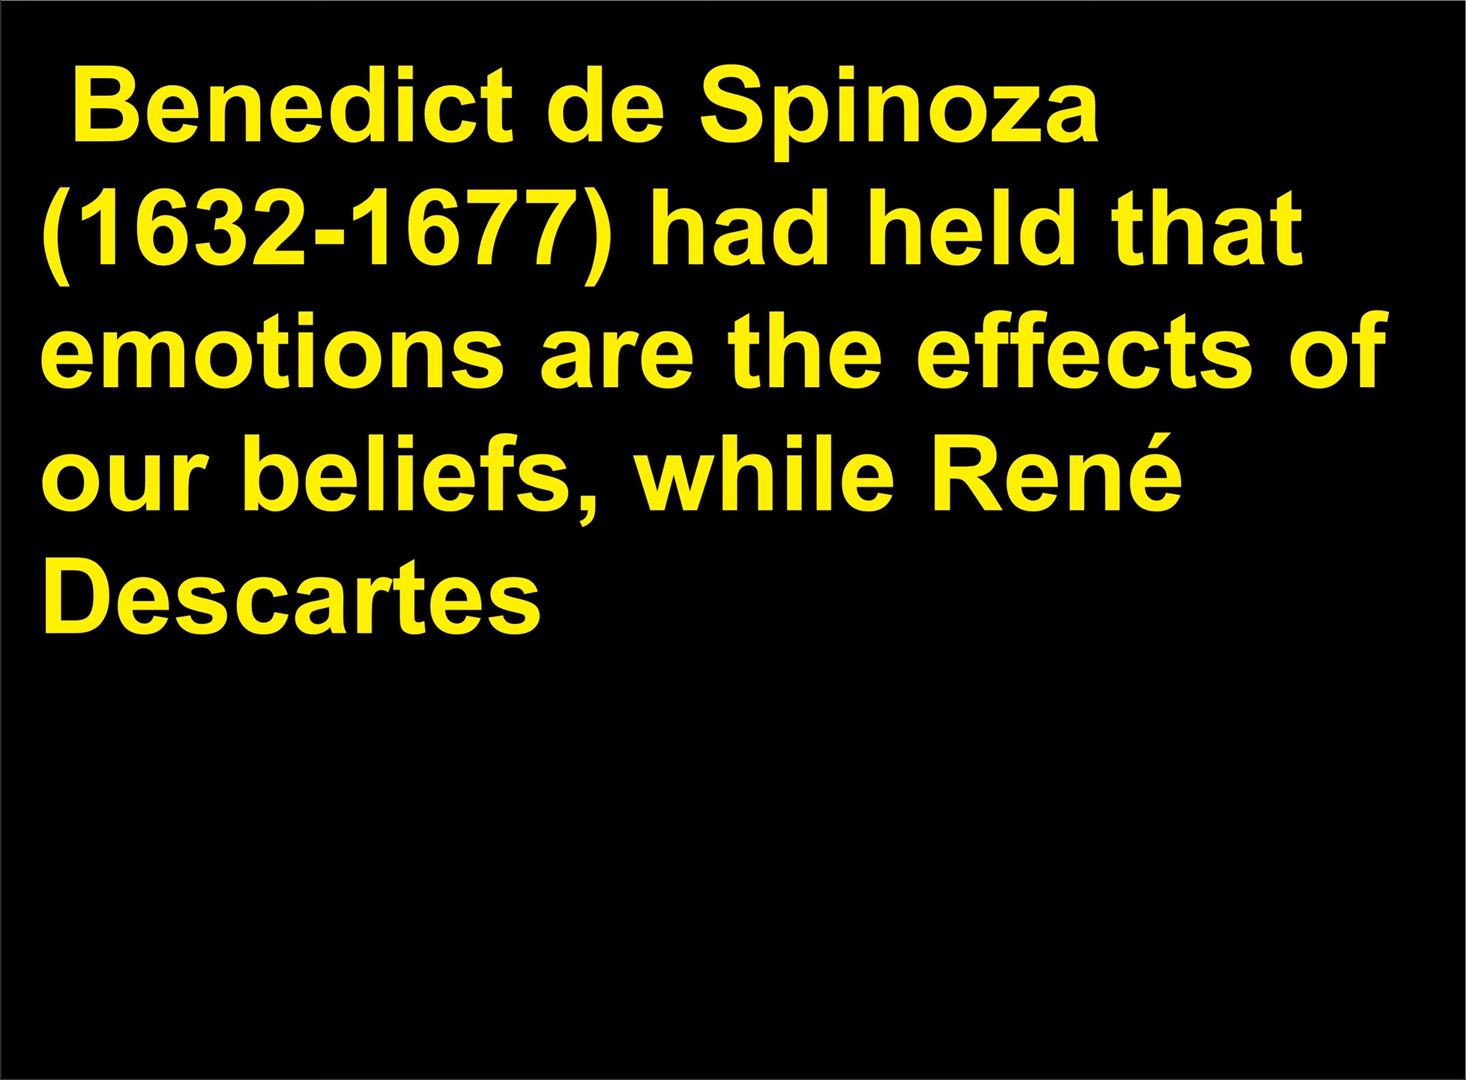 Benedict de Spinoza
(1632-1677) had held that
emotions are the effects of
our beliefs, while René
Descartes